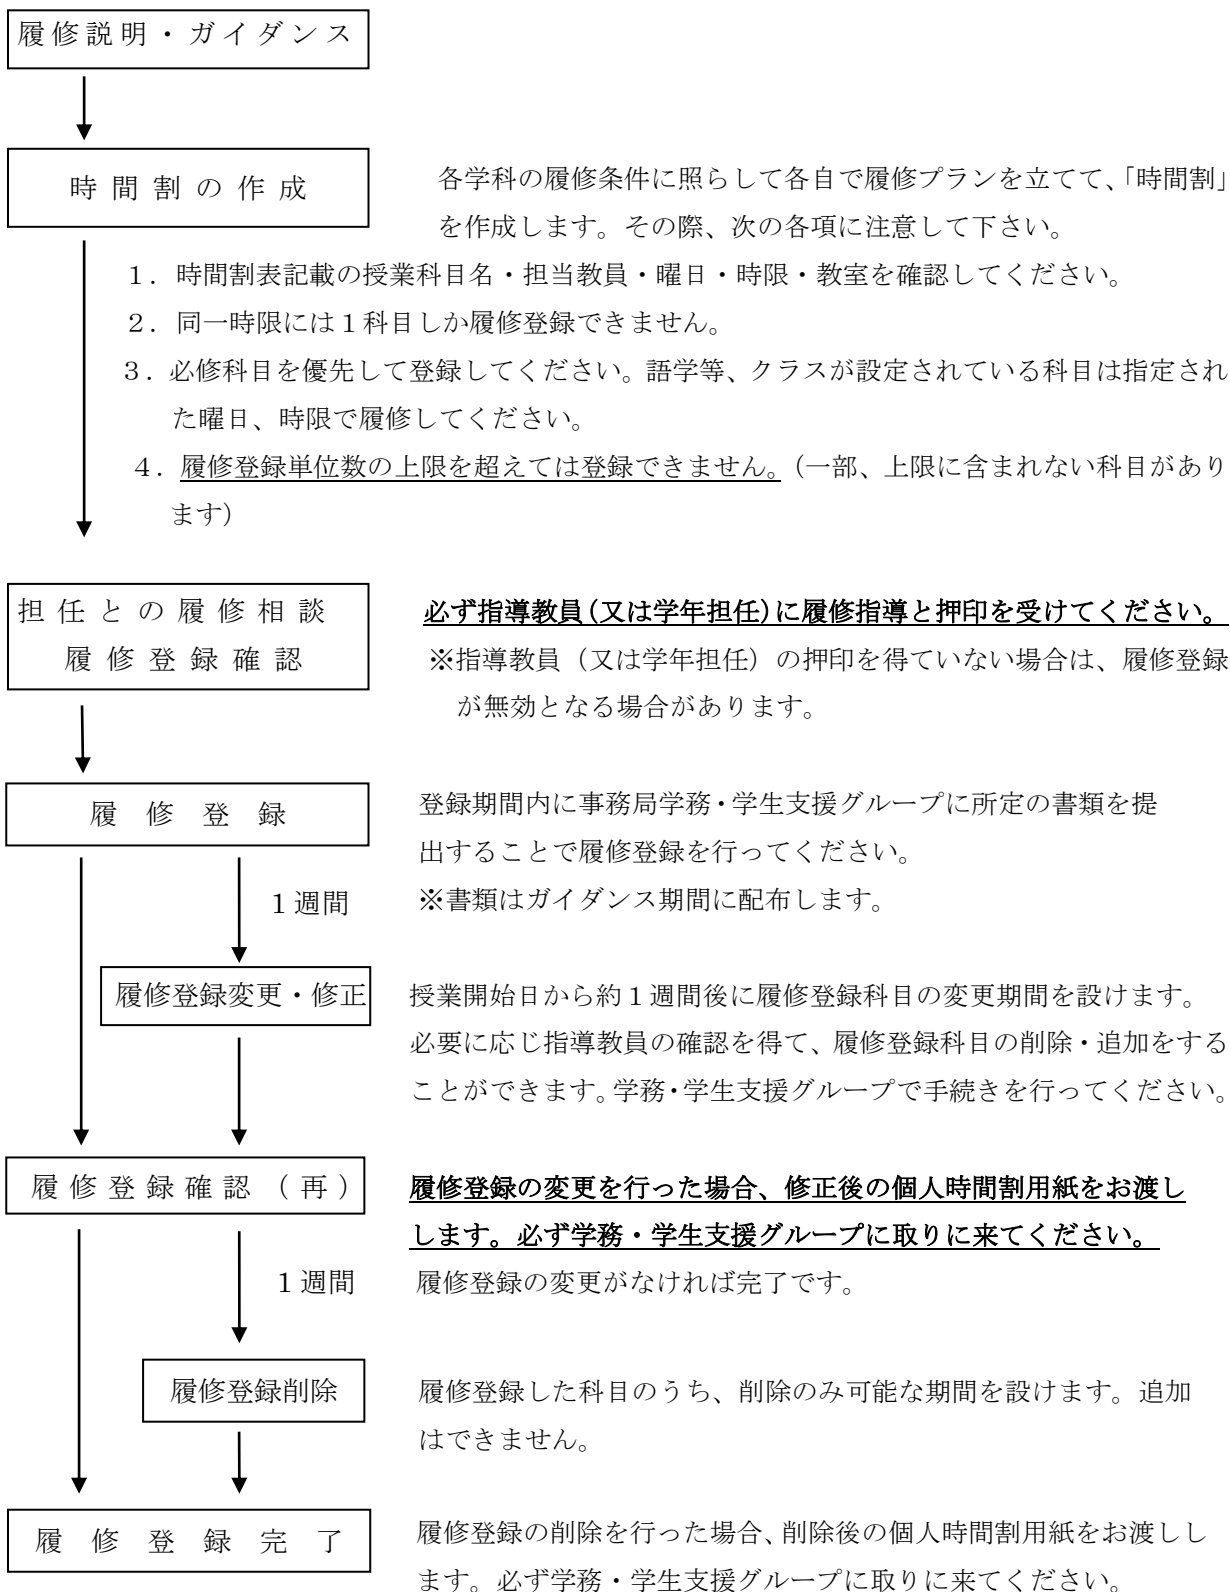 履修説明・ガイダンス
時間割の作成
各学科の履修条件に照らして各自で履修プランを立てて、「時間割」
を作成します。その際、次の各項に注意して下さい。
１．時間割表記載の授業科目名・担当教員・曜日・時限・教室を確認してください。
２．同一時限には１科目しか履修登録できません。
３．必修科目を優先して登録してください。語学等、クラスが設定されている科目は指定され
た曜日、時限で履修してください。
４．履修登録単位数の上限を超えては登録できません。（一部、上限に含まれない科目があり
ます）
担任との履修相談
履修登録確認
必ず指導教員(又は学年担任)に履修指導と押印を受けてください。
※指導教員（又は学年担任）の押印を得ていない場合は、履修登録
が無効となる場合があります。
履修登録
登録期間内に事務局学務・学生支援グループに所定の書類を提
出することで履修登録を行ってください。
１週間
※書類はガイダンス期間に配布します。
履修登録変更・修正
授業開始日から約１週間後に履修登録科目の変更期間を設けます。
必要に応じ指導教員の確認を得て、履修登録科目の削除・追加をする
ことができます。学務・学生支援グループで手続きを行ってください。
履修登録確認（再）
履修登録の変更を行った場合、修正後の個人時間割用紙をお渡し
します。必ず学務・学生支援グループに取りに来てください。
１週間
履修登録の変更がなければ完了です。
履修登録削除
履修登録した科目のうち、削除のみ可能な期間を設けます。追加
はできません。
履修登録完了
履修登録の削除を行った場合、削除後の個人時間割用紙をお渡しし
ます。必ず学務・学生支援グループに取りに来てください。